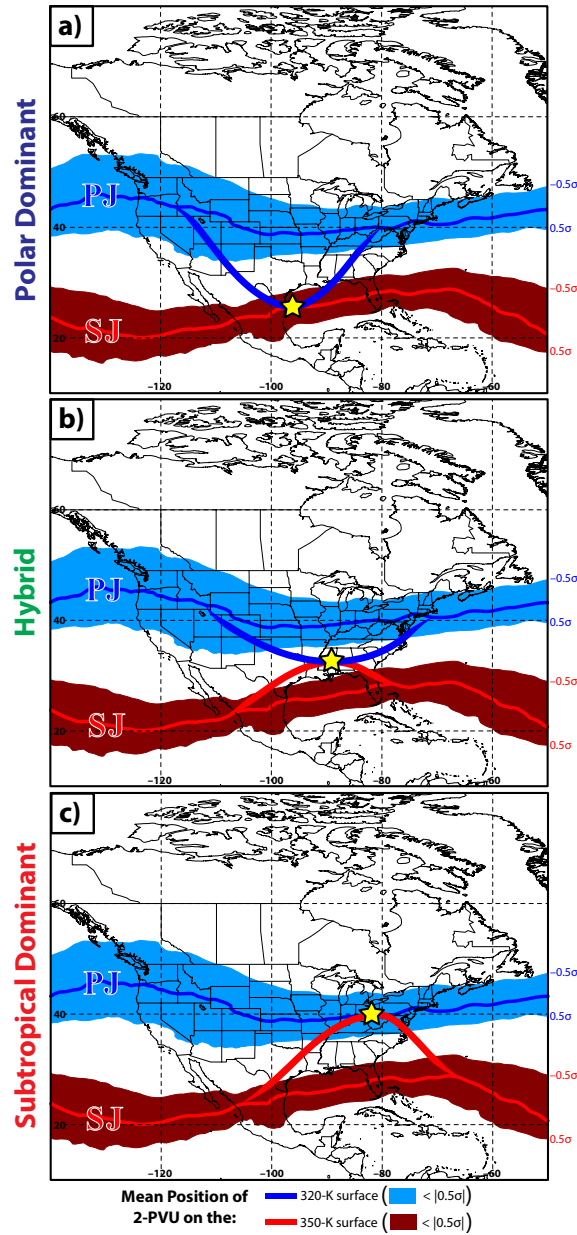 a)
Polar Dominant
PJ
SJ
60
40
20
−120
−100
−80
−60
−0.5σ
0.5σ
−0.5σ
0.5σ
b)
Hybrid
PJ
SJ
60
40
20
−120
−100
−80
−60
−0.5σ
0.5σ
−0.5σ
0.5σ
c)
Subtropical Dominant
PJ
SJ
60
40
20
−120
−100
−80
−60
−0.5σ
0.5σ
−0.5σ
0.5σ
Mean Position of
2-PVU on the:
320-K surface ( < |0.5σ|)
350-K surface ( < |0.5σ|)